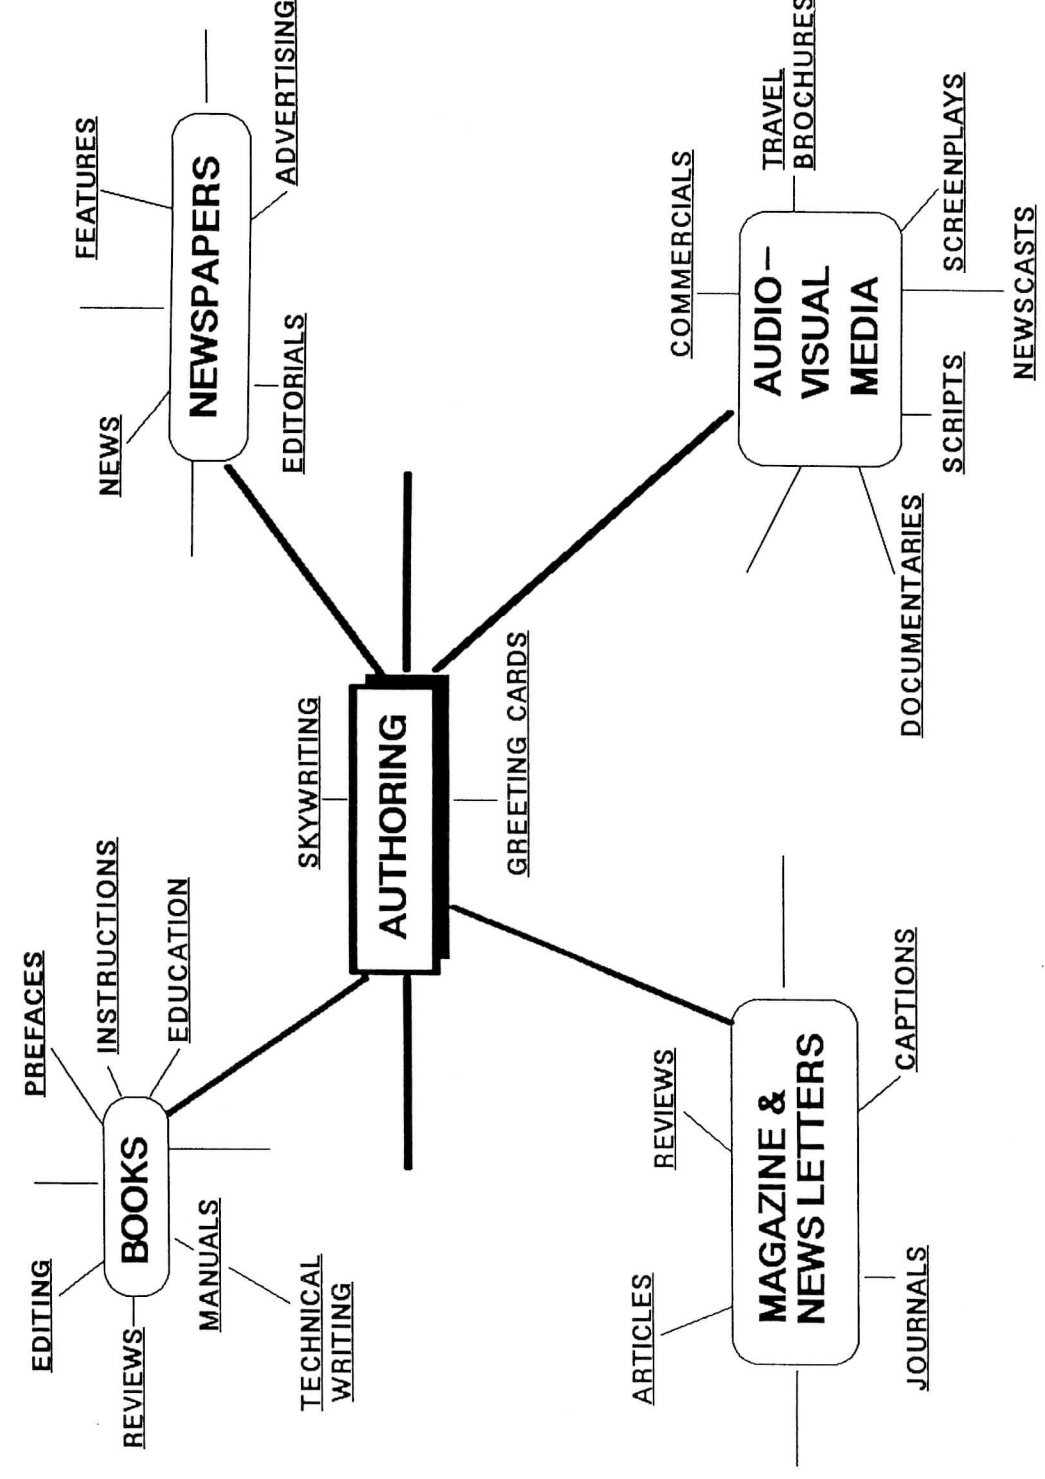 PREFACES
INSTRUCTIONS
EDUCATION
EDITING
BOOKS
REVIEWS
MANUALS
TECHNICAL
WRITING
FEATURES
NEWS
NEWSPAPERS
ADVERTISING
EDITORIALS
SKYWRITING
AUTHORING
GREETING CARDS
REVIEWS
ARTICLES
MAGAZINE &
NEWS LETTERS
CAPTIONS
JOURNALS
COMMERCIALS
TRAVEL
BROCHURES
AUDIO–
VISUAL
MEDIA
SCREENPLAYS
SCRIPTS
NEWSCASTS
DOCUMENTARIES